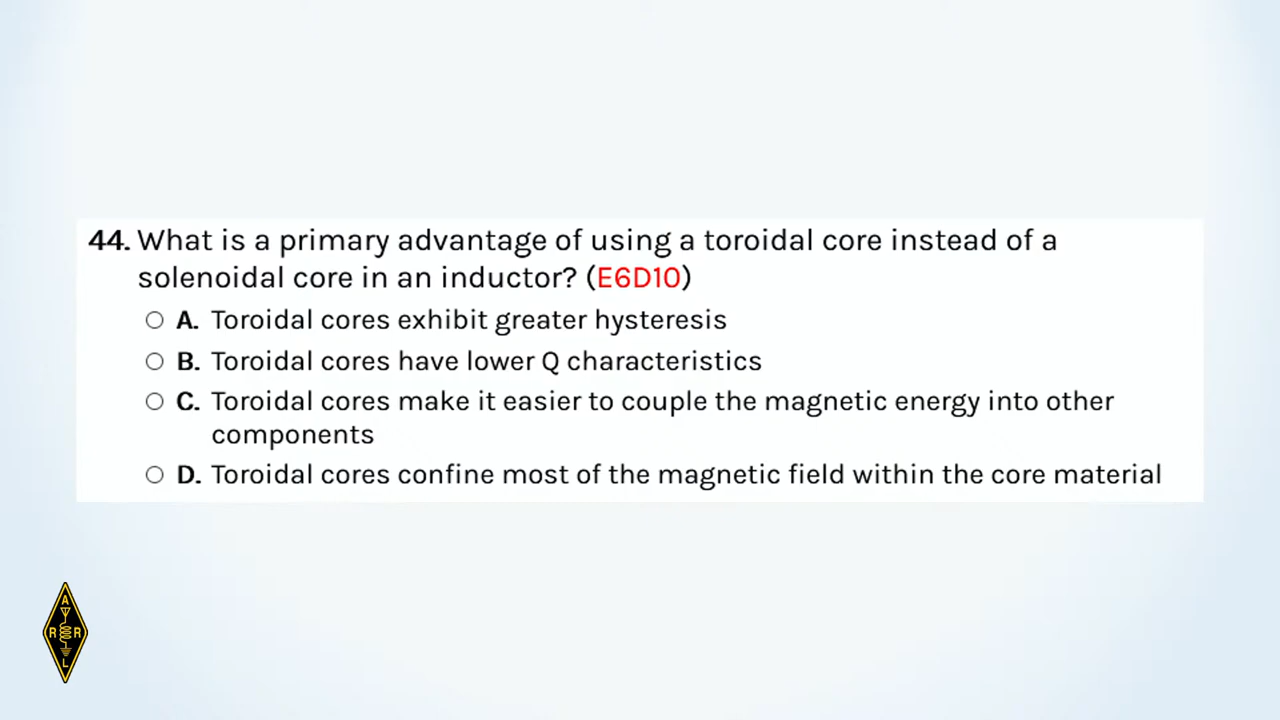 44. What is a primary advantage of using a toroidal core instead of a
solenoidal core in an inductor? (E6D10)
A. Toroidal cores exhibit greater hysteresis
B. Toroidal cores have lower Q characteristics
C. Toroidal cores make it easier to couple the magnetic energy into other
components
D. Toroidal cores confine most of the magnetic field within the core material
A
R R
L